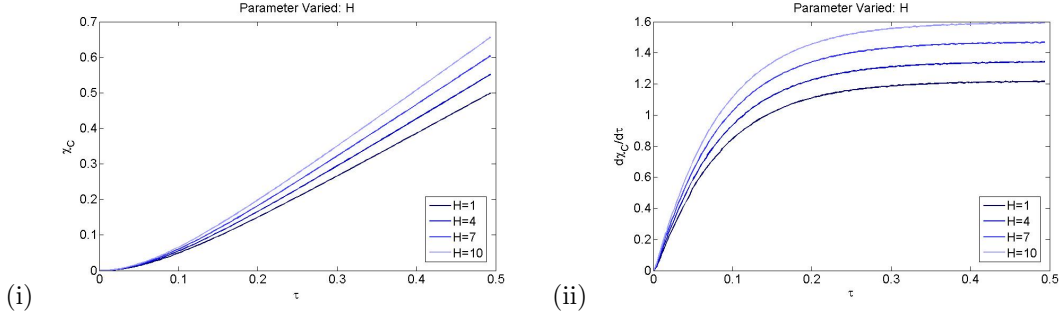 Parameter Varied: H
0.7
0.6
0.5
0.4
0.3
0.2
0.1
0
χ_C
0 0.1 0.2 0.3 0.4 0.5
τ
H=1
H=4
H=7
H=10
(i)
Parameter Varied: H
1.6
1.4
1.2
1
0.8
0.6
0.4
0.2
0
dχ_C/dτ
0 0.1 0.2 0.3 0.4 0.5
τ
H=1
H=4
H=7
H=10
(ii)